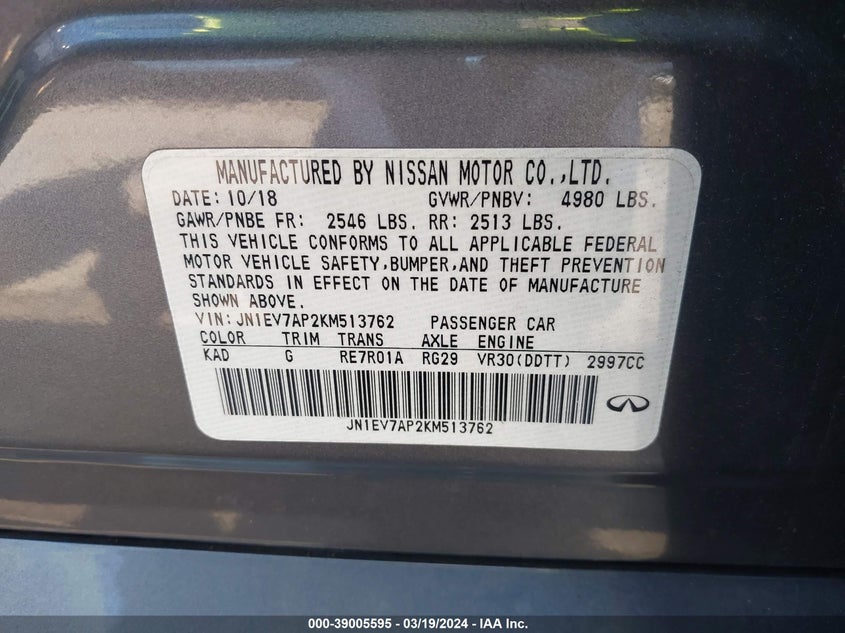 MANUFACTURED BY NISSAN MOTOR CO.,LTD.
DATE: 10/18 GVWR/PNBV: 4980 LBS.
GAWR/PNBE FR: 2546 LBS. RR: 2513 LBS.
THIS VEHICLE CONFORMS TO ALL APPLICABLE FEDERAL
MOTOR VEHICLE SAFETY,BUMPER,AND THEFT PREVENTION
STANDARDS IN EFFECT ON THE DATE OF MANUFACTURE
SHOWN ABOVE.
VIN: JN1EV7AP2KM513762 PASSENGER CAR
COLOR TRIM TRANS AXLE ENGINE
KAD G RE7R01A RG29 VR30(DDTT) 2997CC
JN1EV7AP2KM513762
000-39005595 - 03/19/2024 - IAA Inc.